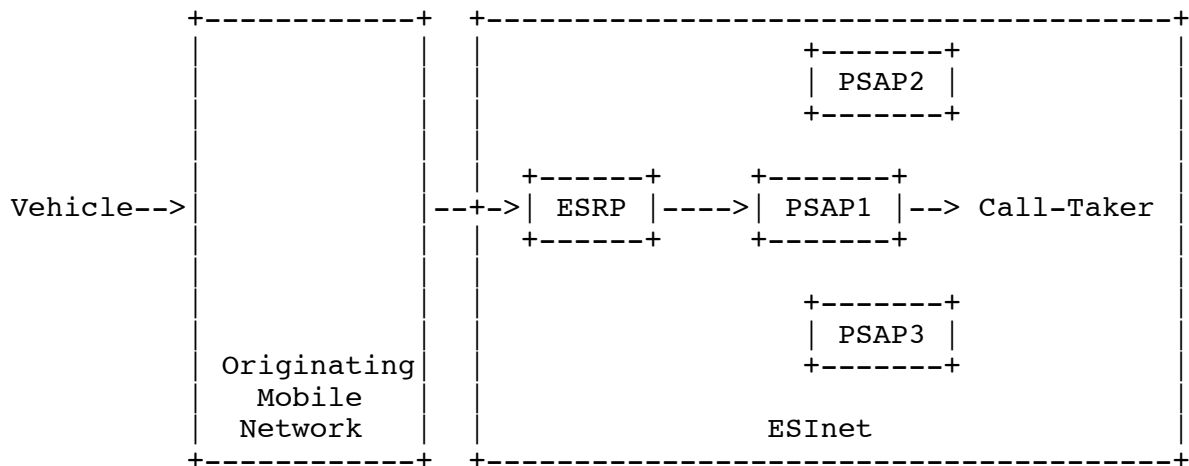 PSAP2
Vehicle--> --+-> ESRP ----> PSAP1 --> Call-Taker
PSAP3
Originating
Mobile
Network ESInet